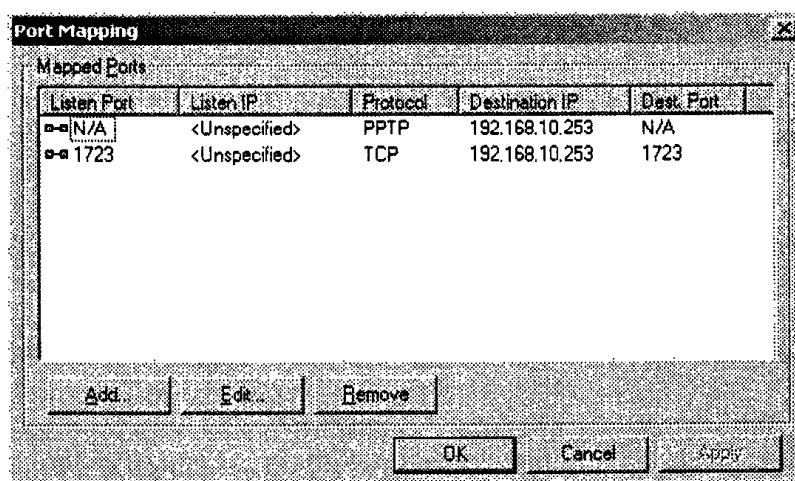 Port Mapping
Mapped Ports
Listen Port Listen IP Protocol Destination IP Dest. Port
N/A <Unspecified> PPTP 192.168.10.253 N/A
1723 <Unspecified> TCP 192.168.10.253 1723
Add... Edit... Remove
OK Cancel Apply